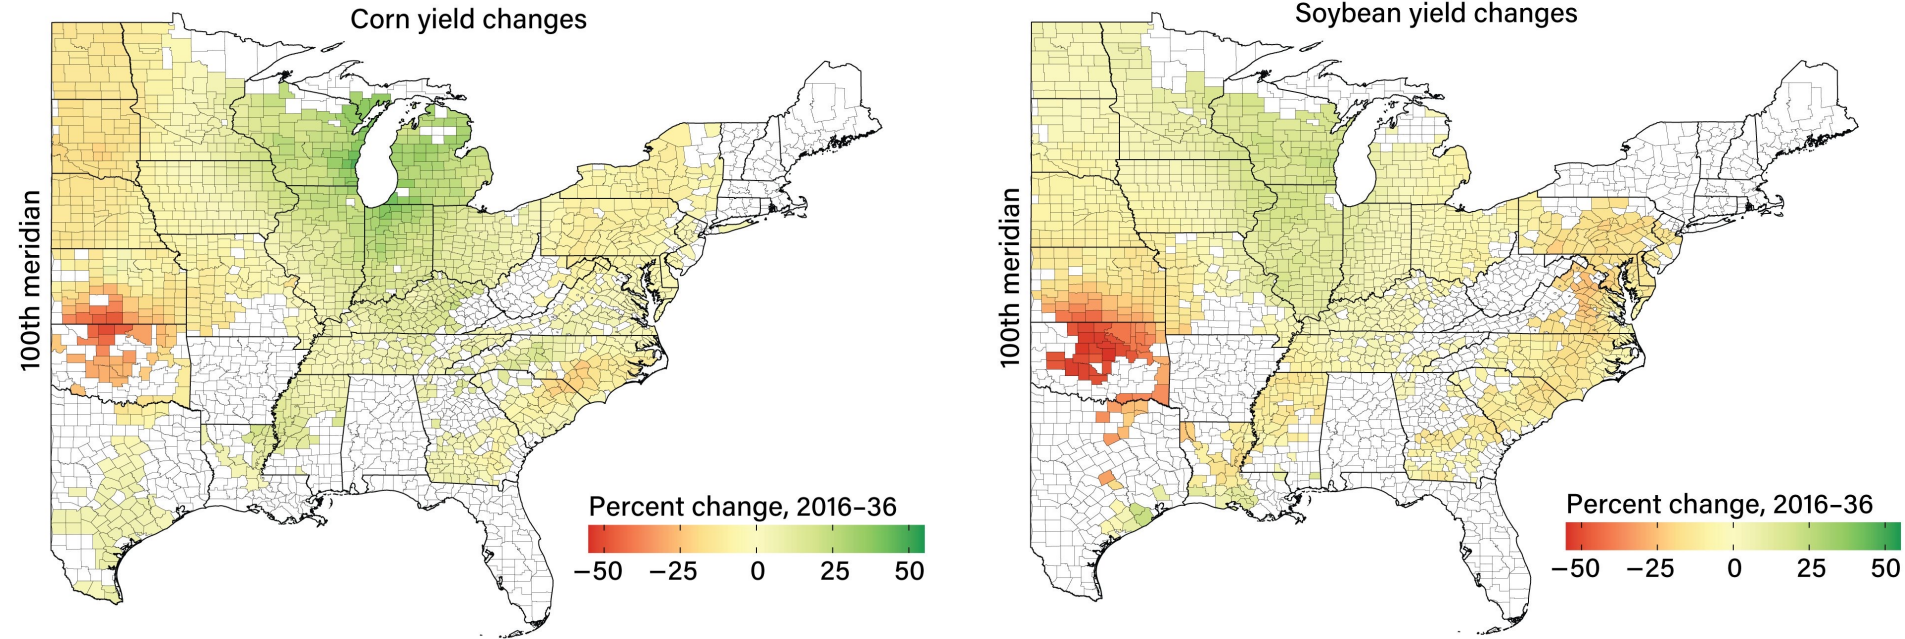 Corn yield changes
100th meridian
Percent change, 2016–36
−50 −25 0 25 50
Soybean yield changes
100th meridian
Percent change, 2016–36
−50 −25 0 25 50